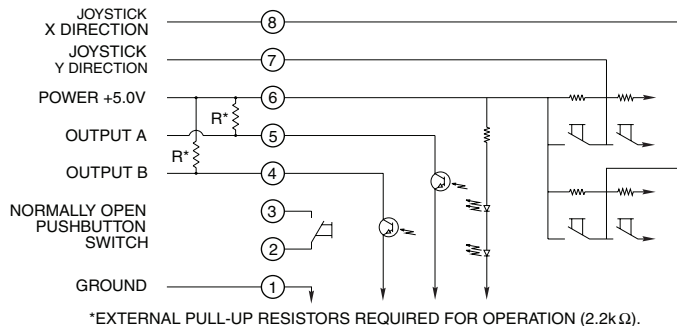 JOYSTICK
X DIRECTION
8
JOYSTICK
Y DIRECTION
7
POWER +5.0V
6
R*
OUTPUT A
5
R*
OUTPUT B
4
NORMALLY OPEN
PUSHBUTTON
SWITCH
3
2
GROUND
1
*EXTERNAL PULL-UP RESISTORS REQUIRED FOR OPERATION (2.2kΩ).